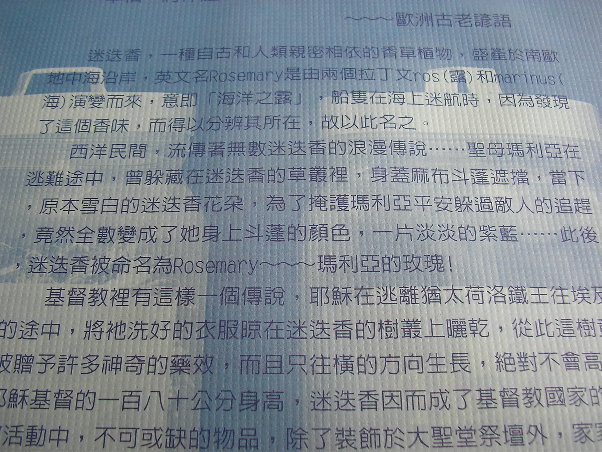 ～～～～歐洲古老諺語
迷迭香，一種自古和人類親密相依的香草植物，盛產於南歐
地中海沿岸，英文名Rosemary是由兩個拉丁文ros(露)和marinus(
海)演變而來，意即「海洋之露」，船隻在海上迷航時，因為發現
了這個香味，而得以分辨其所在，故以此名之。
西洋民間，流傳著無數迷迭香的浪漫傳說⋯⋯聖母瑪利亞在
逃難途中，曾躲藏在迷迭香的草叢裡，身蓋麻布斗蓬遮擋，當下
，原本雪白的迷迭香花朵，為了掩護瑪利亞平安躲過敵人的追趕
，竟然全數變成了她身上斗蓬的顏色，一片淡淡的紫藍⋯⋯此後
，迷迭香被命名為Rosemary～～～～瑪利亞的玫瑰!
基督教裡有這樣一個傳說，耶穌在逃離猶太荷洛鐵王往埃及
的途中，將祂洗好的衣服晾在迷迭香的樹叢上曬乾，從此這樹
被贈予許多神奇的藥效，而且只往橫的方向生長，絕對不會高
耶穌基督的一百八十公分身高，迷迭香因而成了基督教國家的
活動中，不可或缺的物品，除了裝飾於大聖堂祭壇外，家